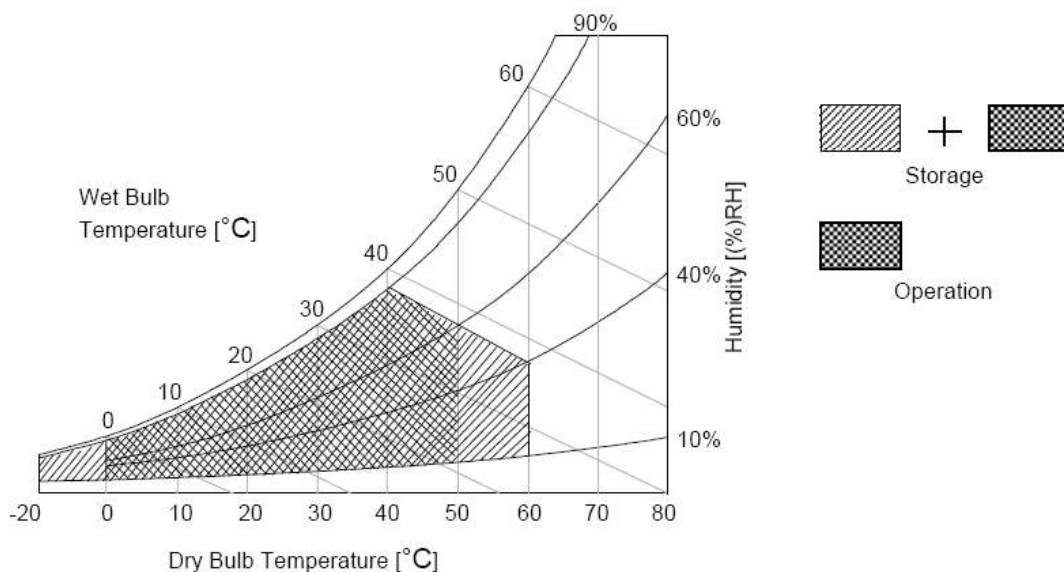 90%
60
60%
50
Wet Bulb
Temperature [°C]
40
40%
30
20
10
0
10%
Humidity [(%)RH]
-20 0 10 20 30 40 50 60 70 80
Dry Bulb Temperature [°C]
+
Storage
Operation